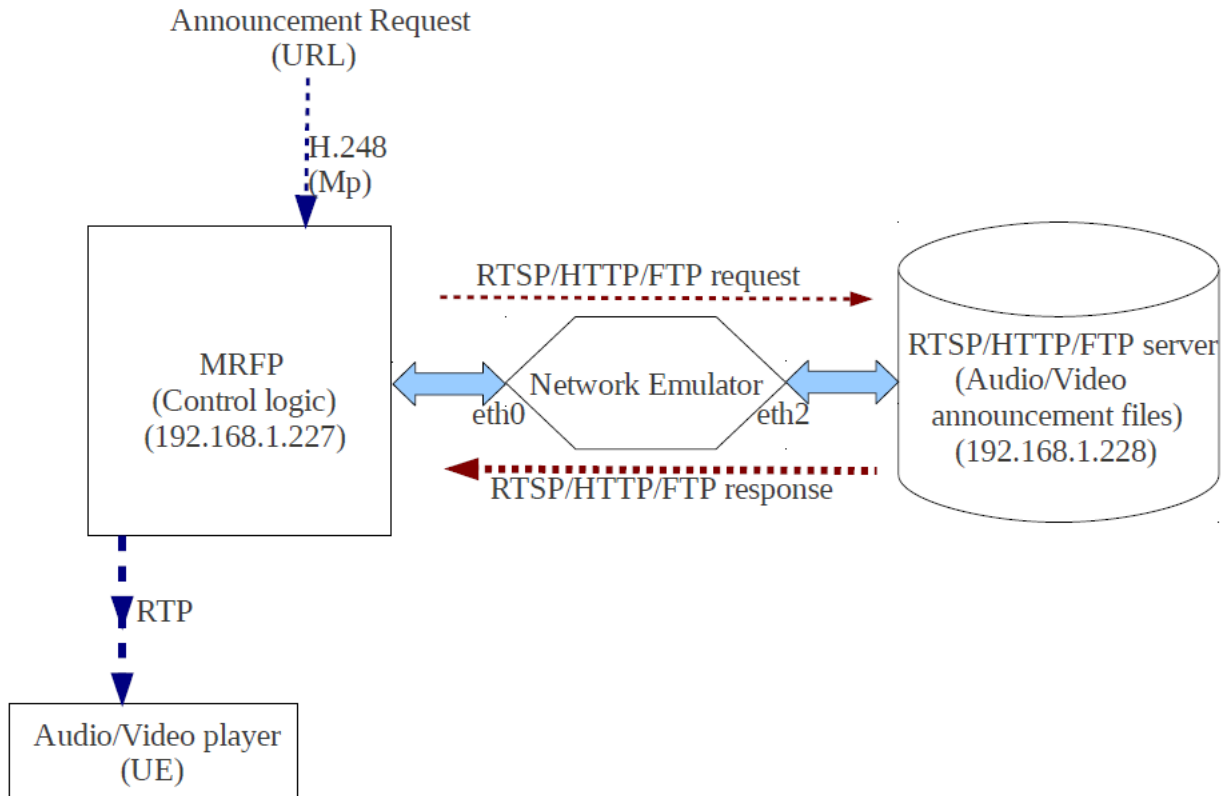 Announcement Request
(URL)
H.248
(Mp)
RTSP/HTTP/FTP request
MRFP
(Control logic)
(192.168.1.227)
Network Emulator
eth0
eth2
RTSP/HTTP/FTP server
(Audio/Video
announcement files)
(192.168.1.228)
RTSP/HTTP/FTP response
RTP
Audio/Video player
(UE)